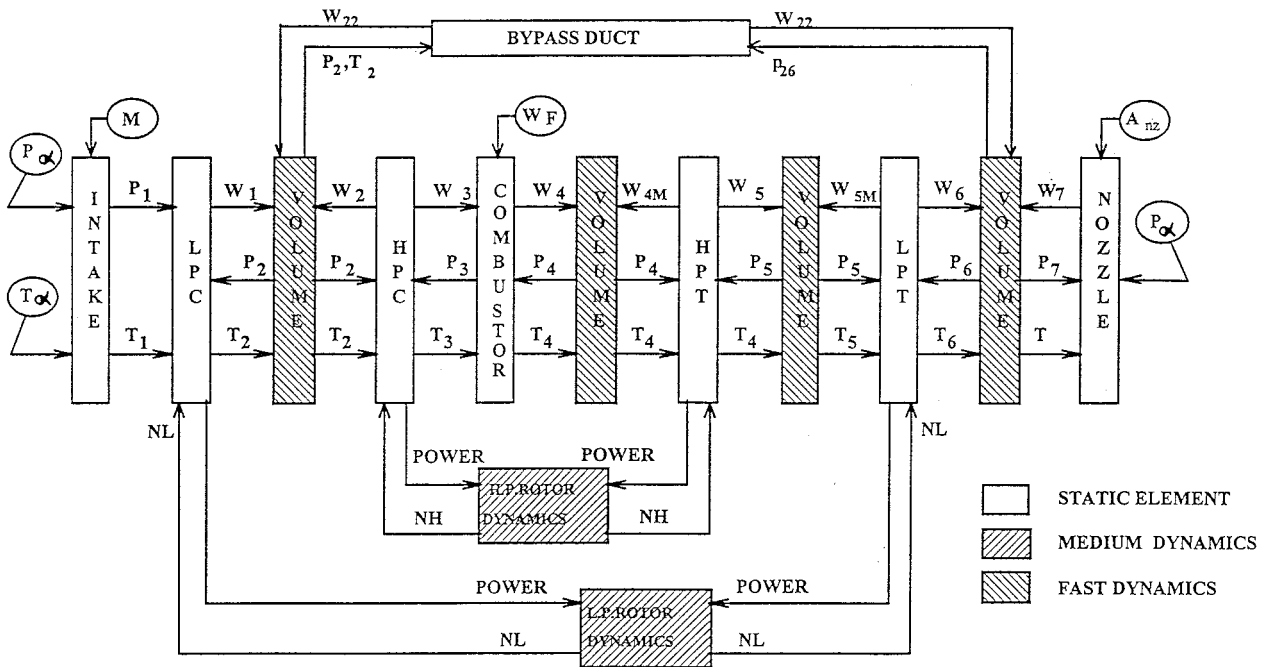 W22
W22
BYPASS DUCT
P2,T2
P26
M
WF
Anz
Pα
P1
W1
W2
W3
W4
W4M
W5
W5M
W6
W7
Pα
P2
P2
P3
P4
P4
P5
P5
P6
P7
Tα
T1
T2
T2
T3
T4
T4
T4
T5
T6
T
INTAKE
LPC
VOLUME
HPC
COMBUSTOR
VOLUME
HPT
VOLUME
LPT
VOLUME
NOZZLE
NL
NL
POWER
POWER
H.P.ROTOR
DYNAMICS
NH
NH
STATIC ELEMENT
MEDIUM DYNAMICS
FAST DYNAMICS
POWER
POWER
L.P.ROTOR
DYNAMICS
NL
NL